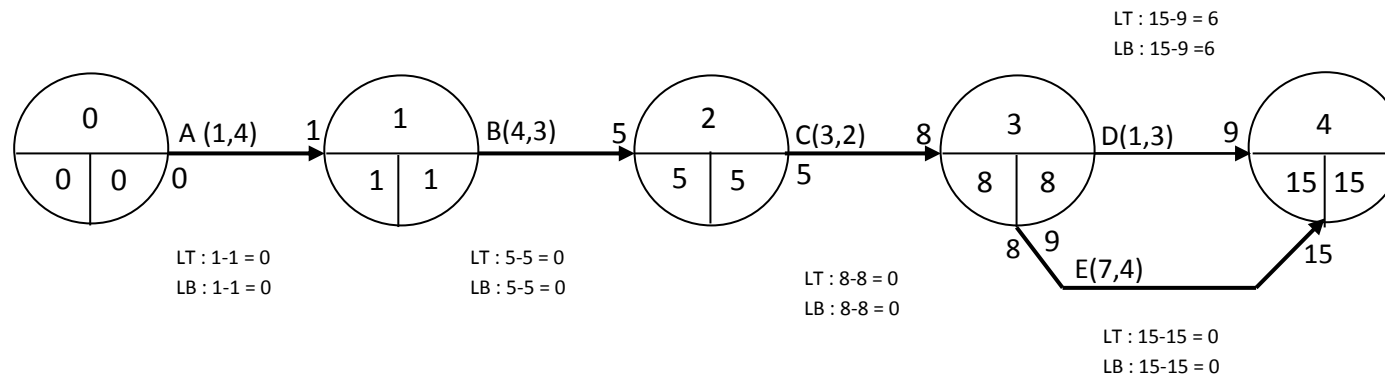 LT : 15-9 = 6
LB : 15-9 =6
0
A (1,4)
1
1
B(4,3)
5
2
C(3,2)
8
3
D(1,3)
9
4
0
0
0
1
1
5
5
5
8
8
15
15
8
9
E(7,4)
15
LT : 1-1 = 0
LB : 1-1 = 0
LT : 5-5 = 0
LB : 5-5 = 0
LT : 8-8 = 0
LB : 8-8 = 0
LT : 15-15 = 0
LB : 15-15 = 0